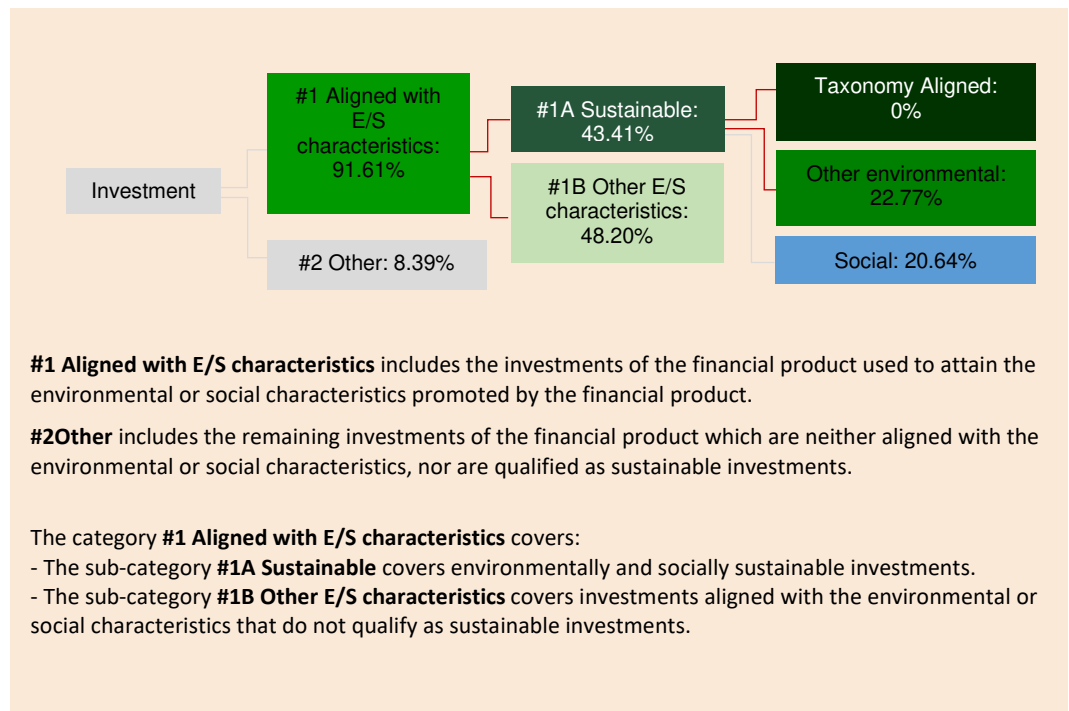 Investment
#1 Aligned with
E/S
characteristics:
91.61%
#2 Other: 8.39%
#1A Sustainable:
43.41%
#1B Other E/S
characteristics:
48.20%
Taxonomy Aligned:
0%
Other environmental:
22.77%
Social: 20.64%
#1 Aligned with E/S characteristics includes the investments of the financial product used to attain the
environmental or social characteristics promoted by the financial product.
#2Other includes the remaining investments of the financial product which are neither aligned with the
environmental or social characteristics, nor are qualified as sustainable investments.
The category #1 Aligned with E/S characteristics covers:
- The sub-category #1A Sustainable covers environmentally and socially sustainable investments.
- The sub-category #1B Other E/S characteristics covers investments aligned with the environmental or
social characteristics that do not qualify as sustainable investments.